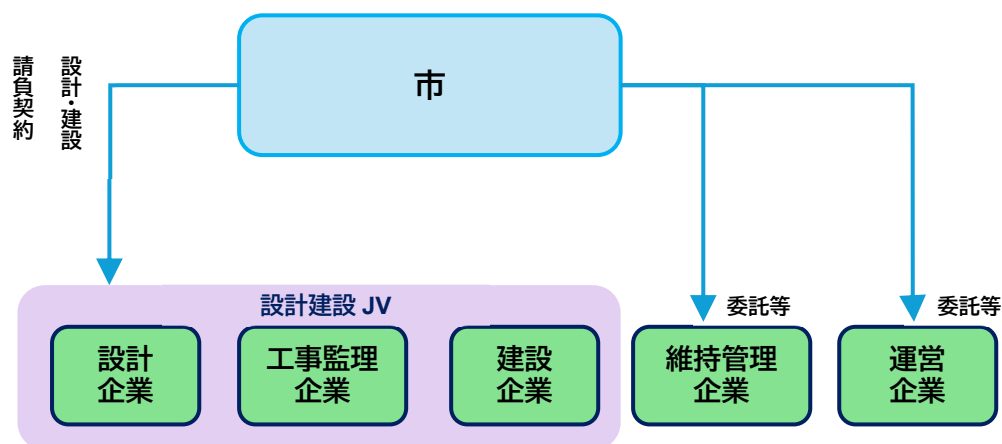 市
設計・建設
請負契約
設計建設 JV
委託等
委託等
設計
企業
工事監理
企業
建設
企業
維持管理
企業
運営
企業